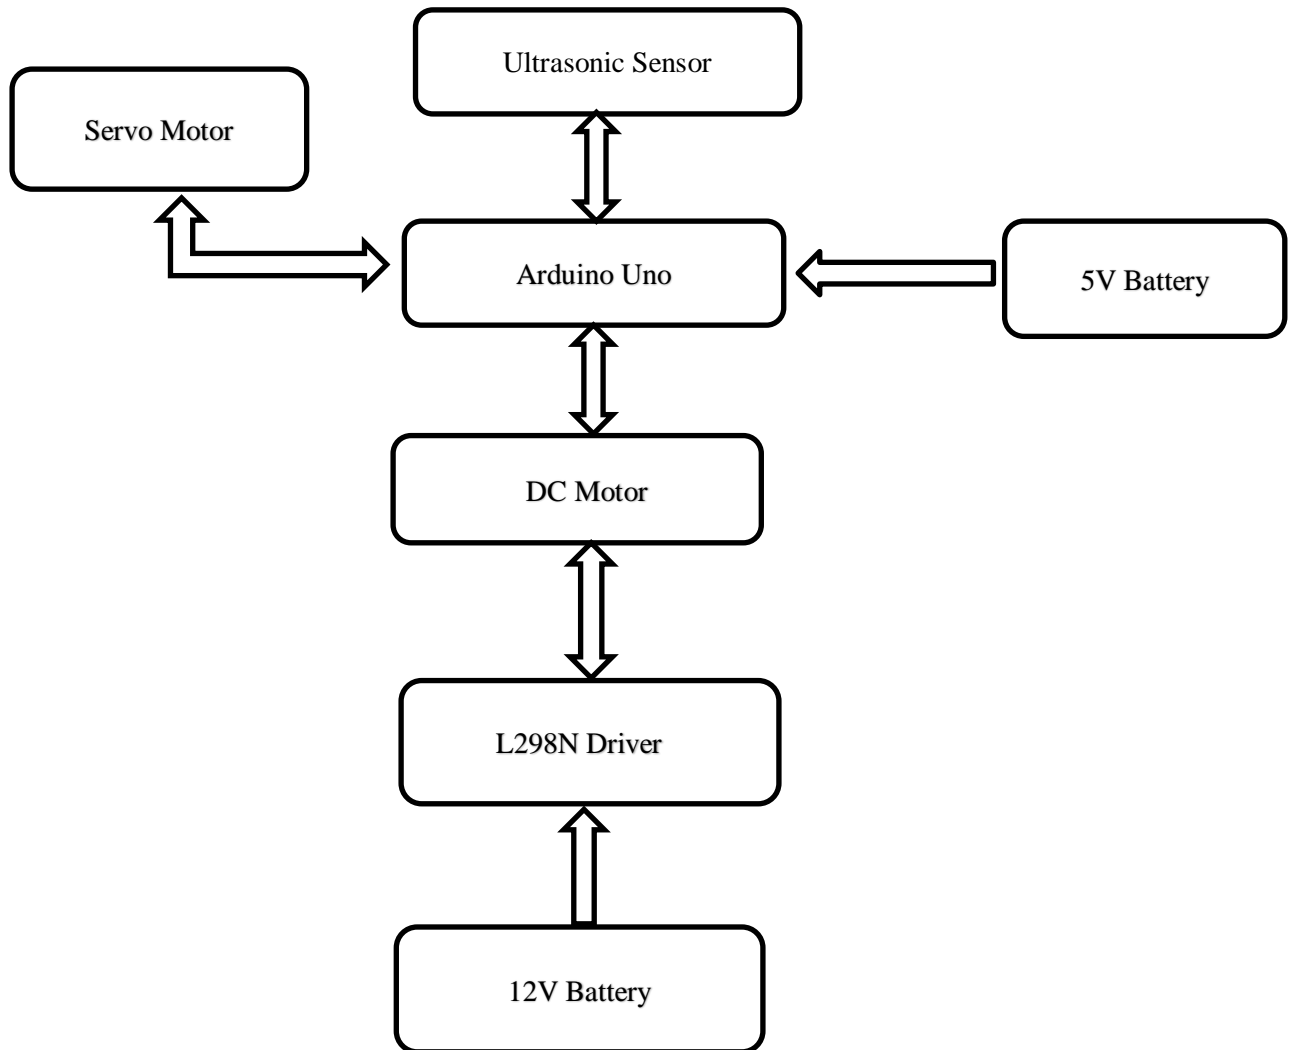 Ultrasonic Sensor
Servo Motor
Arduino Uno
5V Battery
DC Motor
L298N Driver
12V Battery